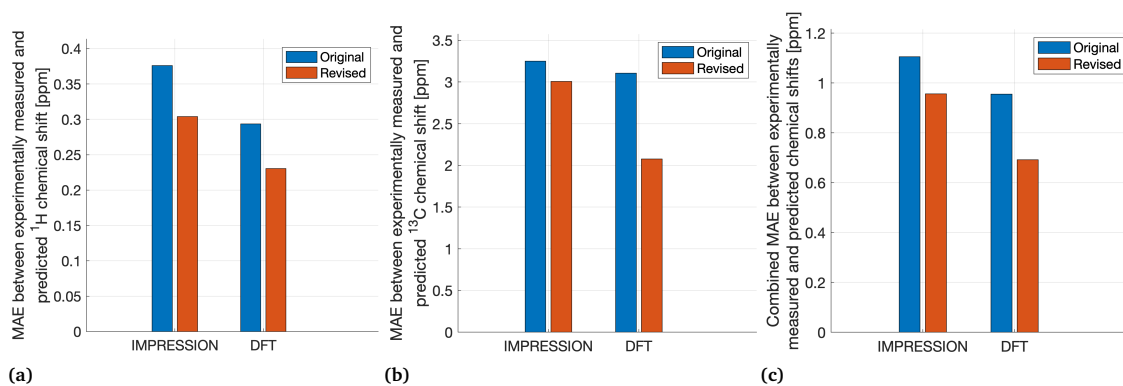 MAE between experimentally measured and
predicted ¹H chemical shift [ppm]
0.4
0.35
0.3
0.25
0.2
0.15
0.1
0.05
0
Original
Revised
IMPRESSION DFT
(a)
MAE between experimentally measured and
predicted ¹³C chemical shift [ppm]
3.5
3
2.5
2
1.5
1
0.5
0
Original
Revised
IMPRESSION DFT
(b)
Combined MAE between experimentally
measured and predicted chemical shifts [ppm]
1.2
1
0.8
0.6
0.4
0.2
0
Original
Revised
IMPRESSION DFT
(c)